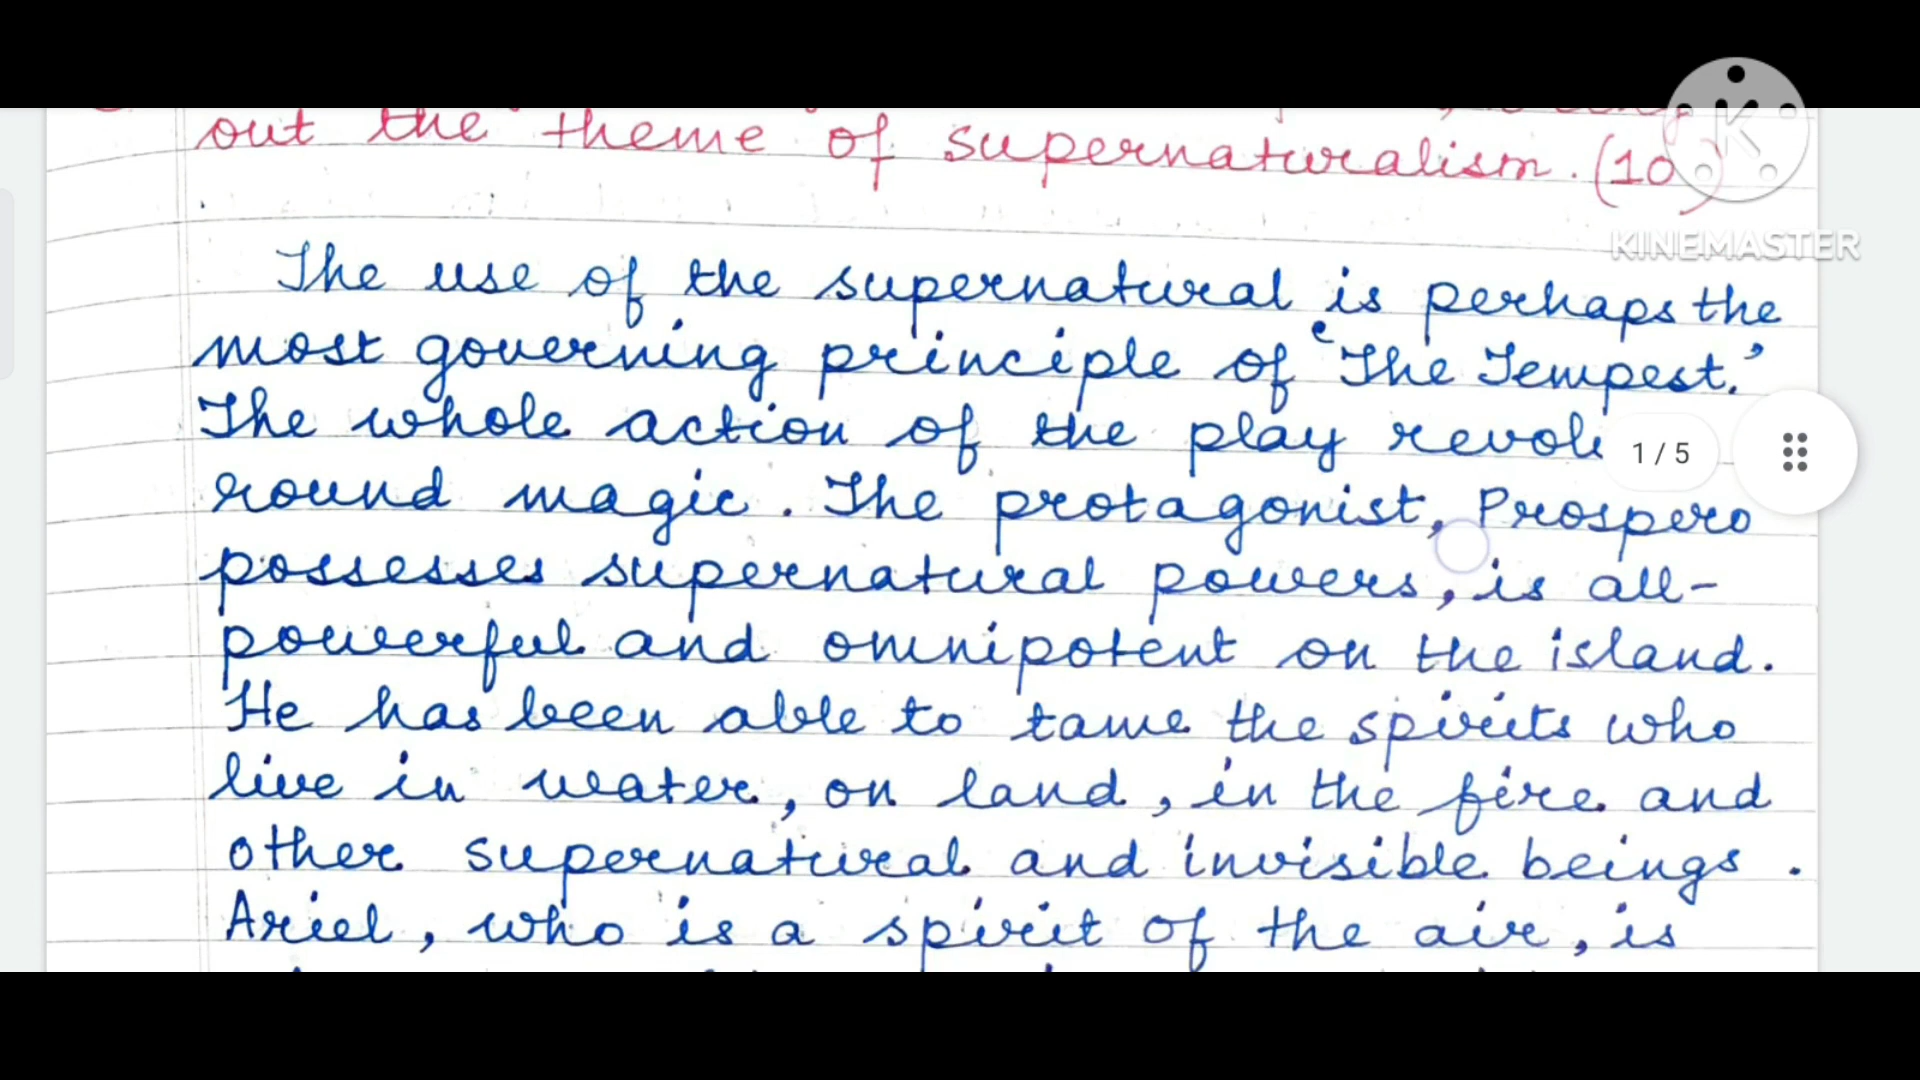 out the theme of supernaturalism. (10)
KINEMASTER
The use of the supernatural is perhaps the
most governing principle of 'The Tempest.'
The whole action of the play
1 / 5
round magic. The protagonist, Prospero
possesses supernatural powers, is all-
powerful and omnipotent on the island.
He has been able to tame the spirits who
live in water, on land, in the fire and
other supernatural and invisible beings.
Ariel, who is a spirit of the air, is